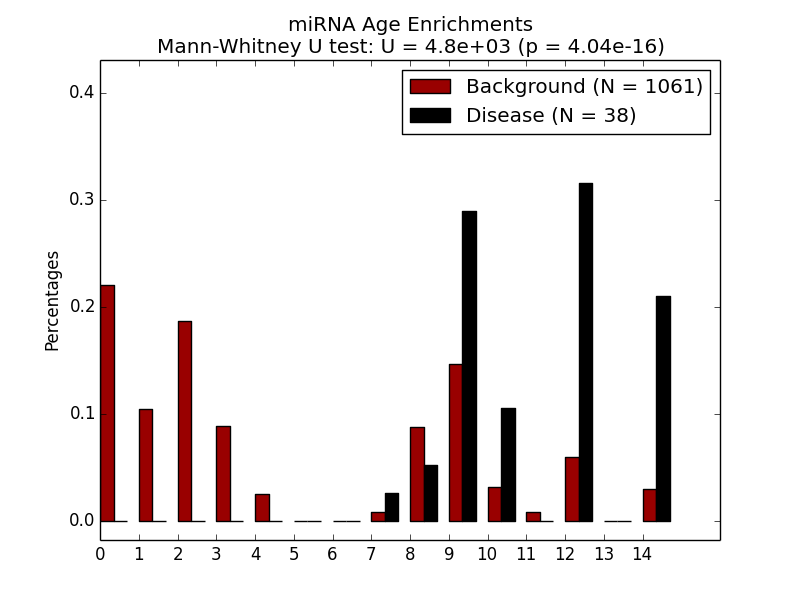 miRNA Age Enrichments
Mann-Whitney U test: U = 4.8e+03 (p = 4.04e-16)
Background (N = 1061)
Disease (N = 38)
Percentages
0.4
0.3
0.2
0.1
0.0
0 1 2 3 4 5 6 7 8 9 10 11 12 13 14